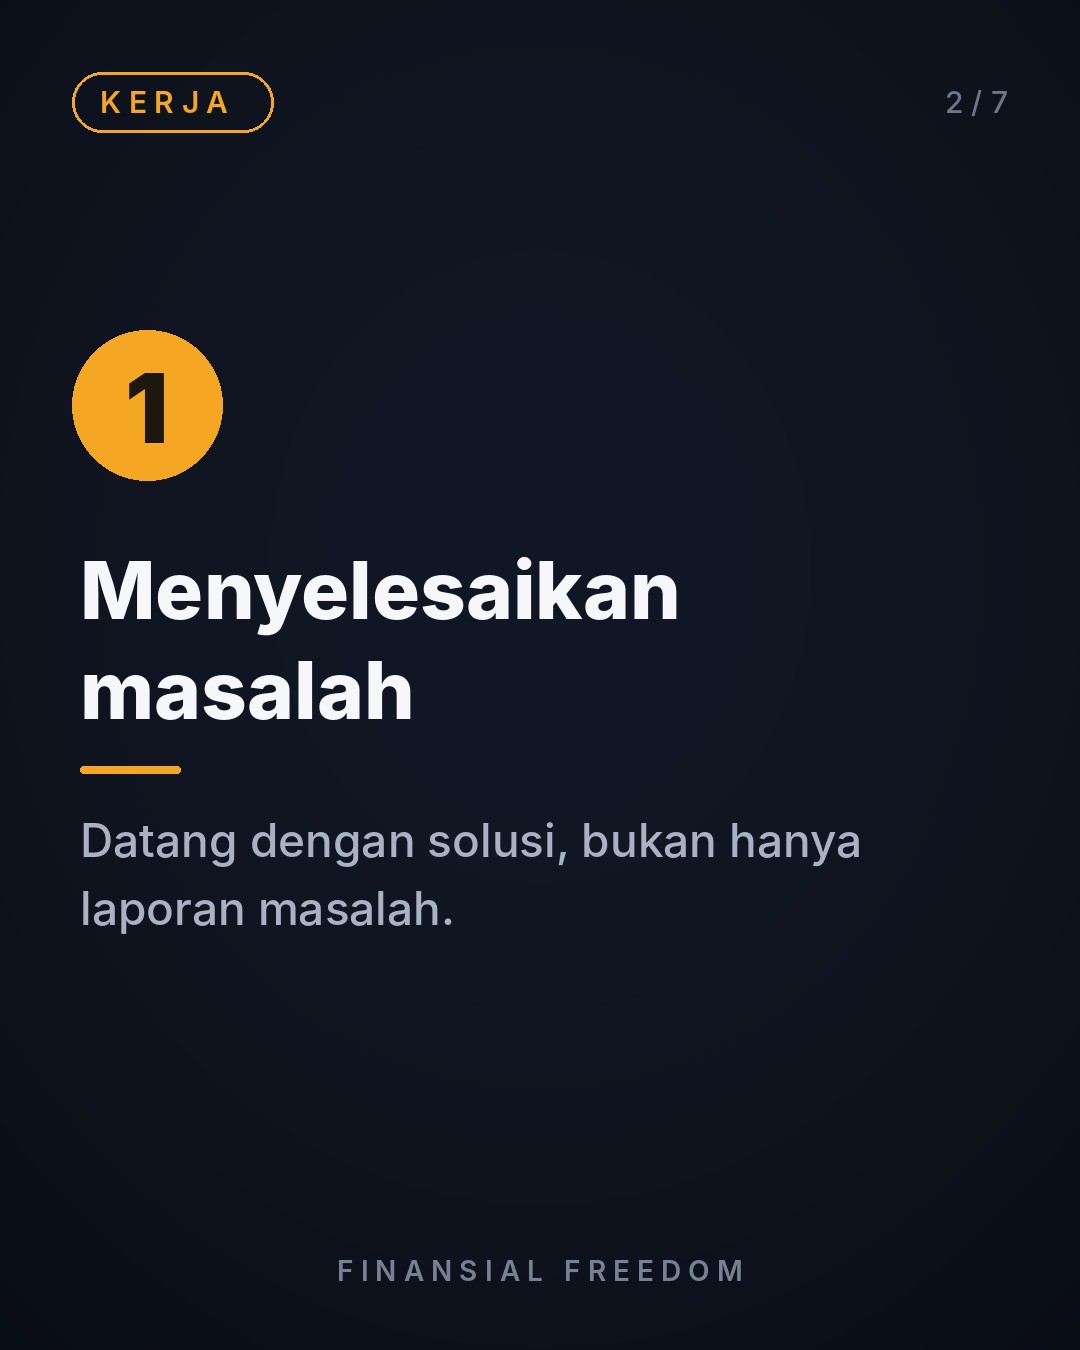 KERJA
2/7
1
Menyelesaikan
masalah
Datang dengan solusi, bukan hanya
laporan masalah.
FINANSIAL FREEDOM